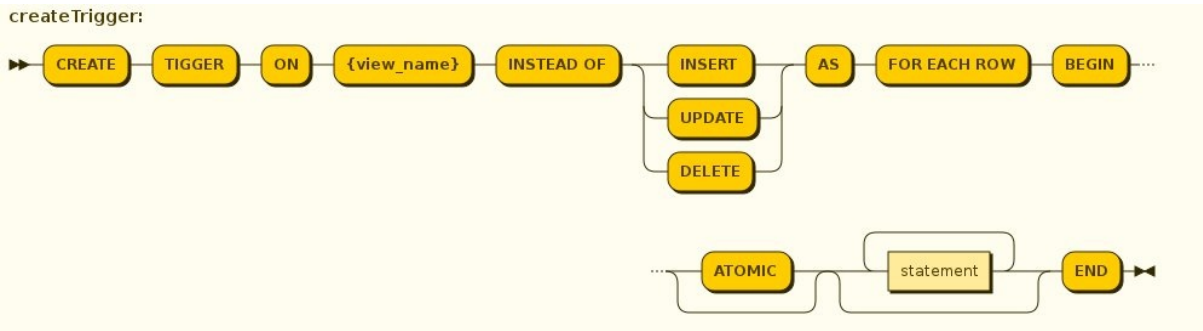 createTrigger:
CREATE TIGGER ON {view_name} INSTEAD OF INSERT AS FOR EACH ROW BEGIN
UPDATE
DELETE
ATOMIC statement END